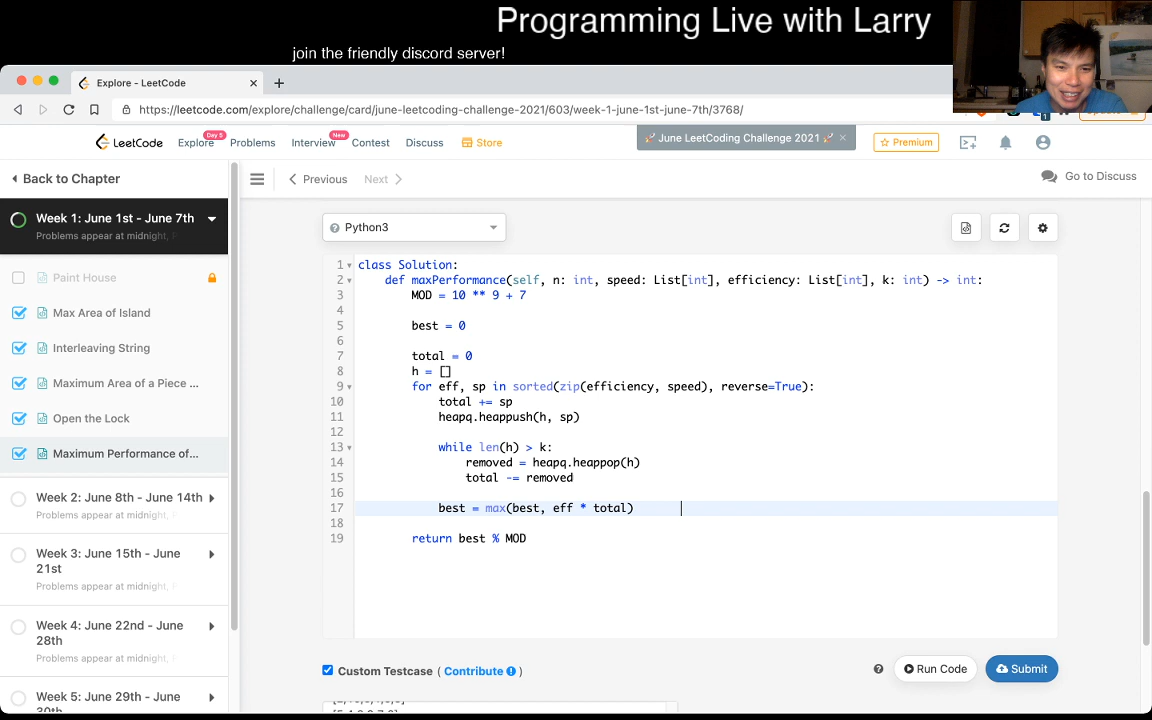 Programming Live with Larry
join the friendly discord server!
Explore - LeetCode
https://leetcode.com/explore/challenge/card/june-leetcoding-challenge-2021/603/week-1-june-1st-june-7th/3768/
LeetCode
Explore
Day 5
Problems
Interview
New
Contest
Discuss
Store
June LeetCoding Challenge 2021
Premium
Back to Chapter
Previous
Next
Go to Discuss
Week 1: June 1st - June 7th
Problems appear at midnight,
Paint House
Max Area of Island
Interleaving String
Maximum Area of a Piece ...
Open the Lock
Maximum Performance of...
Week 2: June 8th - June 14th
Problems appear at midnight,
Week 3: June 15th - June
21st
Problems appear at midnight,
Week 4: June 22nd - June
28th
Problems appear at midnight,
Week 5: June 29th - June
30th
Python3
1 class Solution:
2 def maxPerformance(self, n: int, speed: List[int], efficiency: List[int], k: int) -> int:
3 MOD = 10 ** 9 + 7
4
5 best = 0
6
7 total = 0
8 h = []
9 for eff, sp in sorted(zip(efficiency, speed), reverse=True):
10 total += sp
11 heapq.heappush(h, sp)
12
13 while len(h) > k:
14 removed = heapq.heappop(h)
15 total -= removed
16
17 best = max(best, eff * total)
18
19 return best % MOD
Custom Testcase ( Contribute )
Run Code
Submit